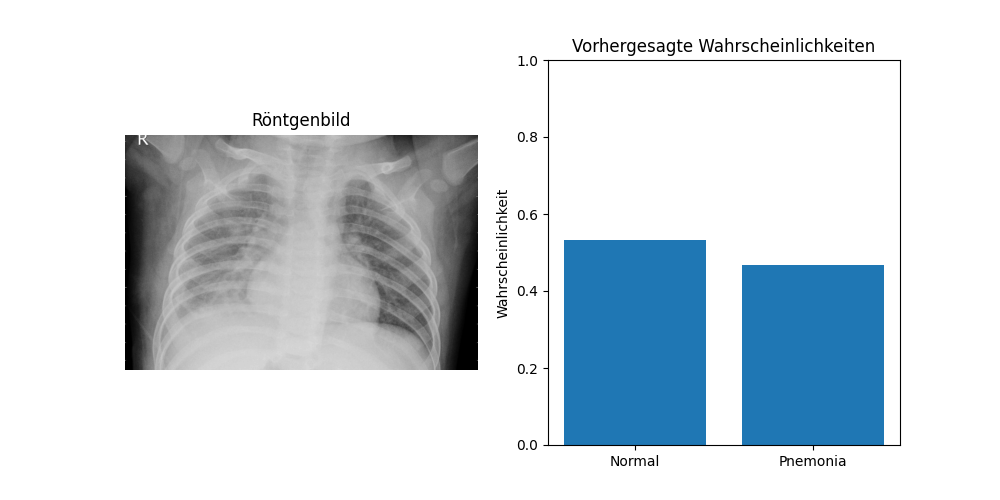 Röntgenbild
R
Vorhergesagte Wahrscheinlichkeiten
Wahrscheinlichkeit
1.0
0.8
0.6
0.4
0.2
0.0
Normal
Pnemonia